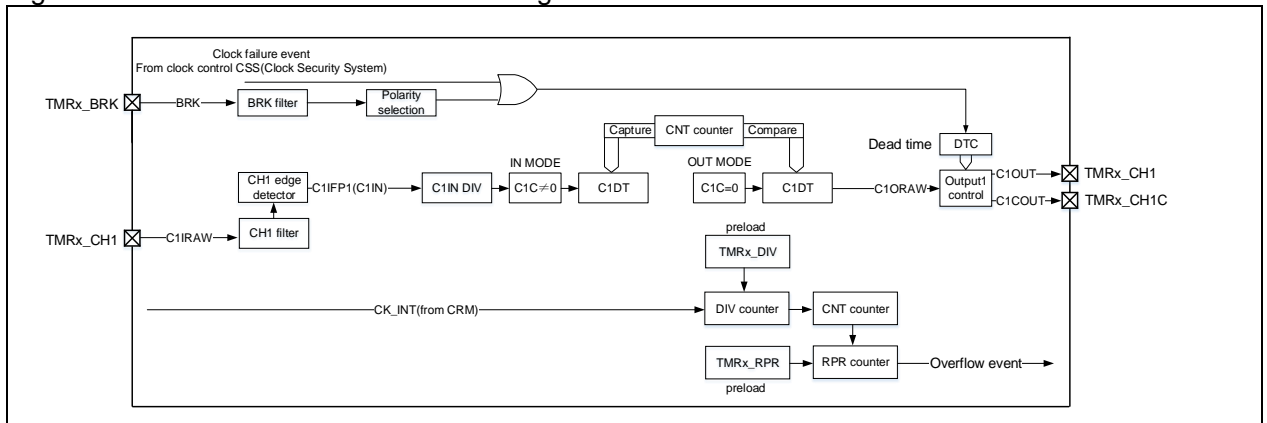 Clock failure event
From clock control CSS(Clock Security System)
TMRx_BRK
BRK
BRK filter
Polarity
selection
Capture
CNT counter
Compare
Dead time
DTC
IN MODE
OUT MODE
CH1 edge
detector
C1IFP1(C1IN)
C1IN DIV
C1C≠0
C1DT
C1C=0
C1DT
C1ORAW
Output1
control
C1OUT
TMRx_CH1
C1COUT
TMRx_CH1C
TMRx_CH1
C1IRAW
CH1 filter
preload
TMRx_DIV
CK_INT(from CRM)
DIV counter
CNT counter
TMRx_RPR
RPR counter
Overflow event
preload